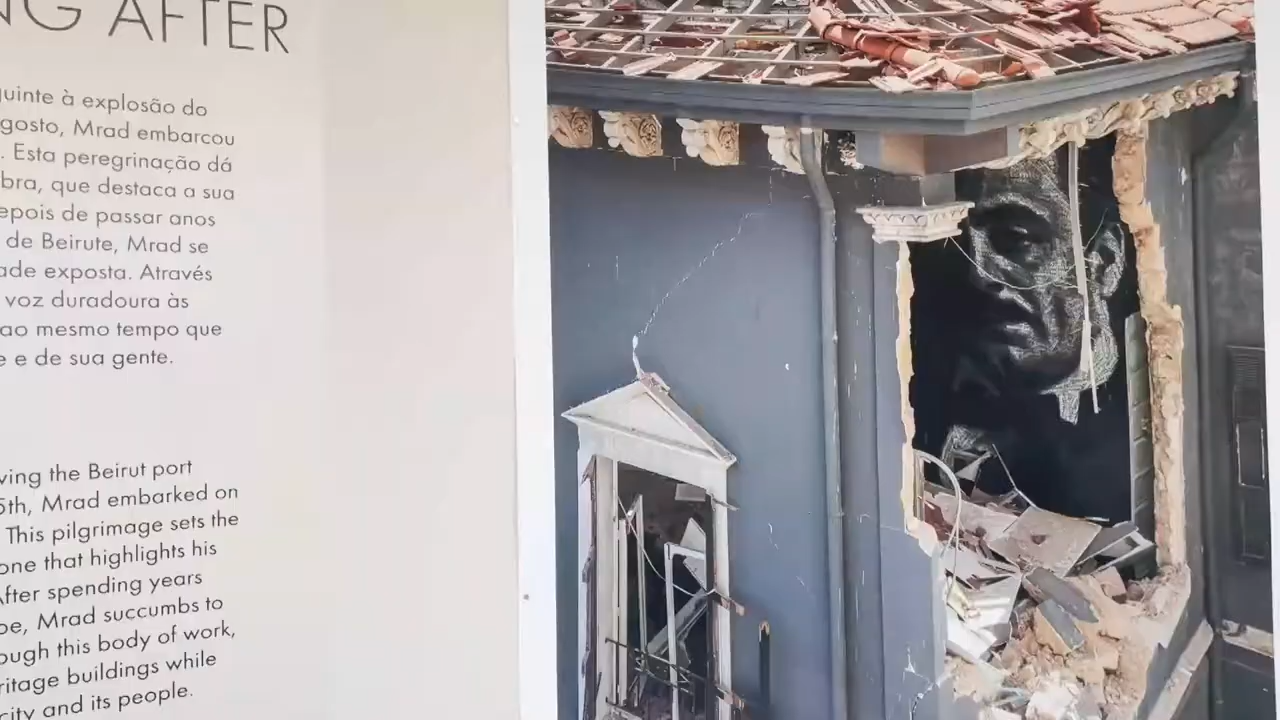 NG AFTER
uinte à explosão do
gosto, Mrad embarcou
. Esta peregrinação dá
bra, que destaca a sua
epois de passar anos
de Beirute, Mrad se
ade exposta. Através
voz duradoura às
ao mesmo tempo que
e e de sua gente.
ving the Beirut port
5th, Mrad embarked on
This pilgrimage sets the
one that highlights his
After spending years
pe, Mrad succumbs to
ough this body of work,
ritage buildings while
city and its people.